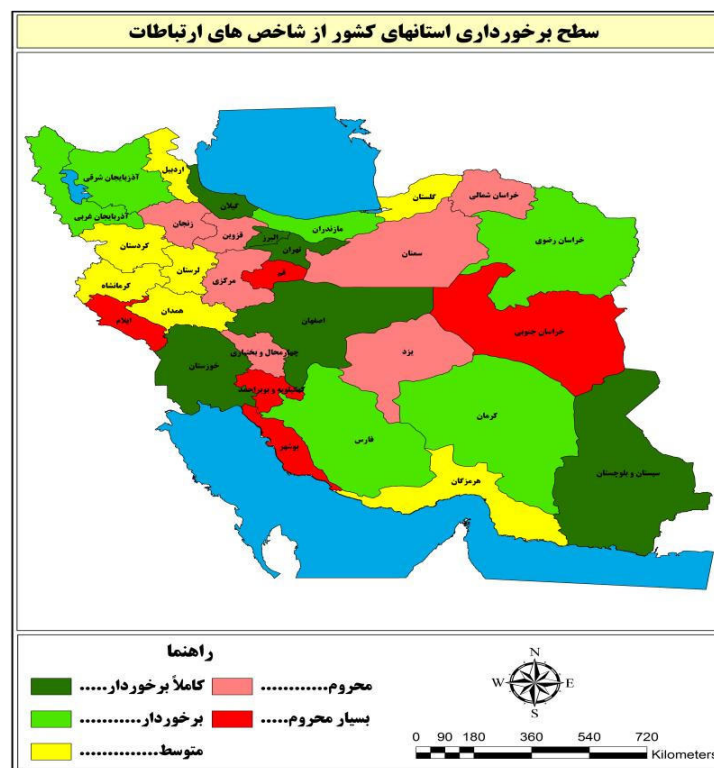 سطح برخورداری استانهای کشور از شاخص های ارتباطات
اردبیل
آذربایجان شرقی
خراسان شمالی
گلستان
گیلان
آذربایجان غربی
زنجان
مازندران
قزوین
البرز
خراسان رضوی
کردستان
تهران
سمنان
لرستان
قم
مرکزی
کرمانشاه
همدان
ایلام
اصفهان
خراسان جنوبی
چهارمحال و بختیاری
یزد
خوزستان
کهگیلویه و بویراحمد
کرمان
فارس
بوشهر
سیستان و بلوچستان
هرمزگان
راهنما
کاملاً برخوردار.....
محروم............
برخوردار...........
بسیار محروم.....
متوسط..............
N
W E
S
0 90 180 360 540 720
Kilometers